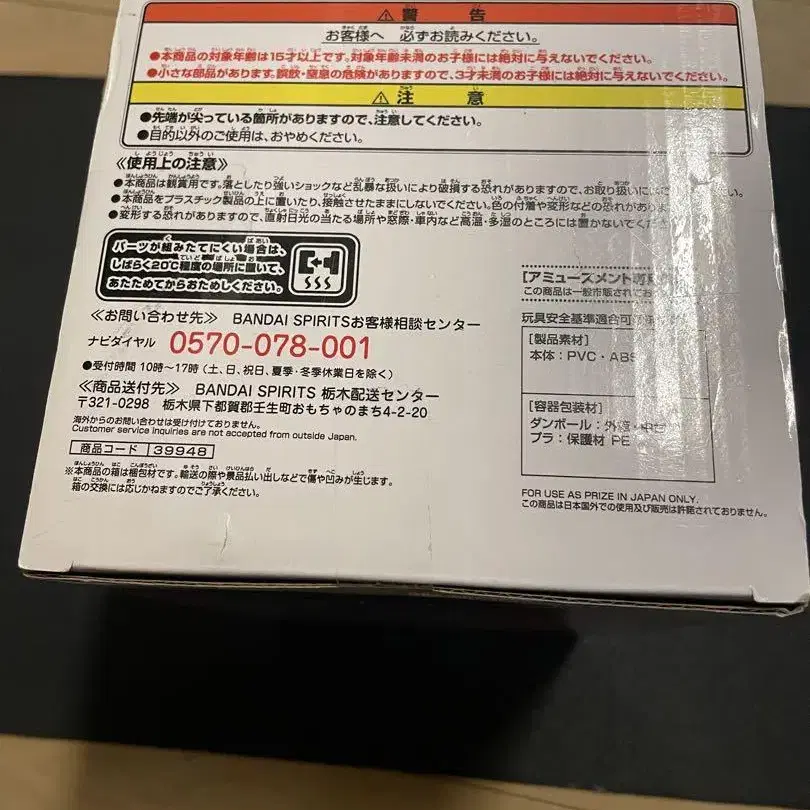 ⚠警告
お客様へ 必ずお読みください。
●本商品の対象年齢は15才以上です。対象年齢未満のお子様には絶対に与えないでください。
●小さな部品があります。誤飲・窒息の危険がありますので、3才未満のお子様には絶対に与えないでください。
⚠注意
●先端が尖っている箇所がありますので、注意してください。
●目的以外のご使用は、おやめください。
≪使用上の注意≫
●本商品は観賞用です。落としたり強いショックなど乱暴な扱いにより破損する恐れがありますので、お取り扱いには
●本商品をプラスチック製品の上に置いたり、接触させたままにしないでください。色の付着や変形などの恐れがあります
●変形する恐れがありますので、直射日光の当たる場所や窓際・車内など高温・多湿のところには置かないでください
パーツが組みたてにくい場合は、
しばらく20℃程度の場所に置いて、
あたためてからおためしください。
≪お問い合わせ先≫ BANDAI SPIRITSお客様相談センター
ナビダイヤル 0570-078-001
●受付時間 10時〜17時(土、日、祝日、夏季・冬季休業日を除く)
≪商品送付先≫ BANDAI SPIRITS 栃木配送センター
〒321-0298 栃木県下都賀郡壬生町おもちゃのまち4-2-20
海外からのお問い合わせは受け付けておりません。
Customer service inquiries are not accepted from outside Japan.
商品コード 39948
※本商品の箱は梱包材です。輸送の際や景品払い出しなどで傷や凹みが生じます。
箱の交換には応じかねますのでご了承ください。
[アミューズメント専用
この商品は一般市販されてお
玩具安全基準適合可
[製品素材]
本体:PVC・ABS
[容器包装材]
ダンボール:外箱・中
プラ:保護材 PE
FOR USE AS PRIZE IN JAPAN ONLY.
この商品は日本国外での使用及び販売は許諾されておりません。